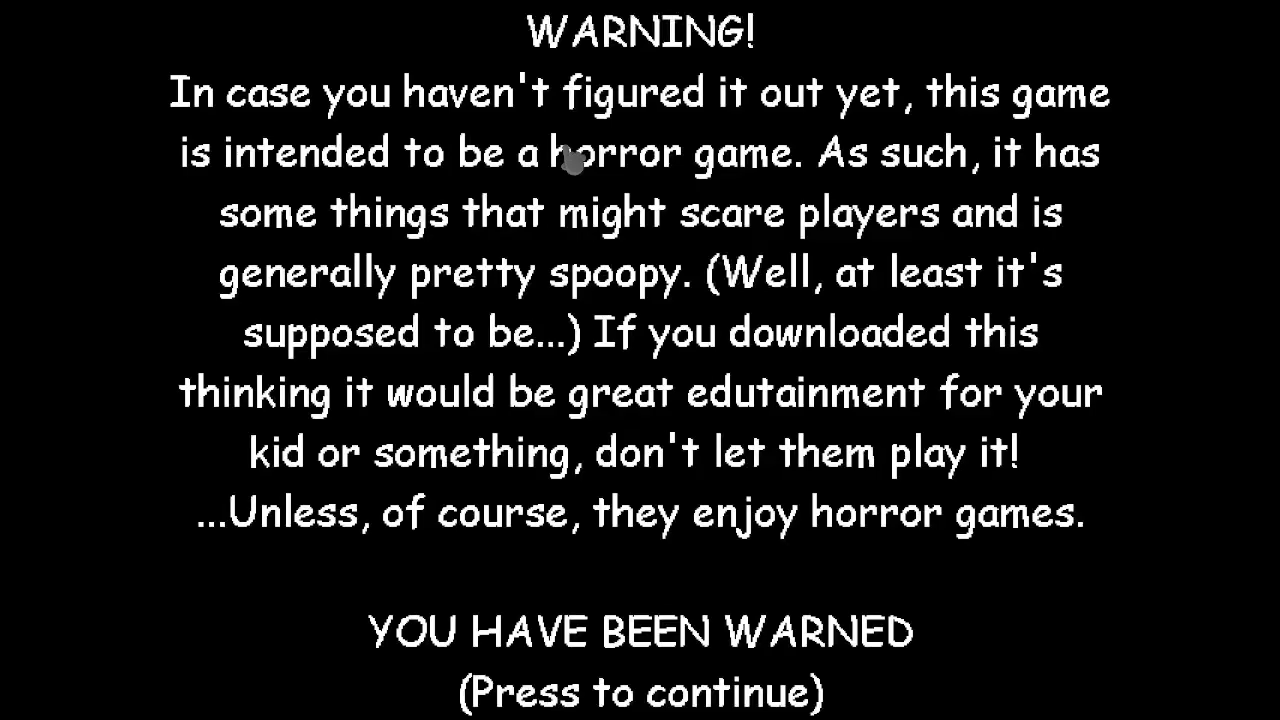 WARNING!
In case you haven't figured it out yet, this game
is intended to be a horror game. As such, it has
some things that might scare players and is
generally pretty spoopy. (Well, at least it's
supposed to be...) If you downloaded this
thinking it would be great edutainment for your
kid or something, don't let them play it!
...Unless, of course, they enjoy horror games.
YOU HAVE BEEN WARNED
(Press to continue)